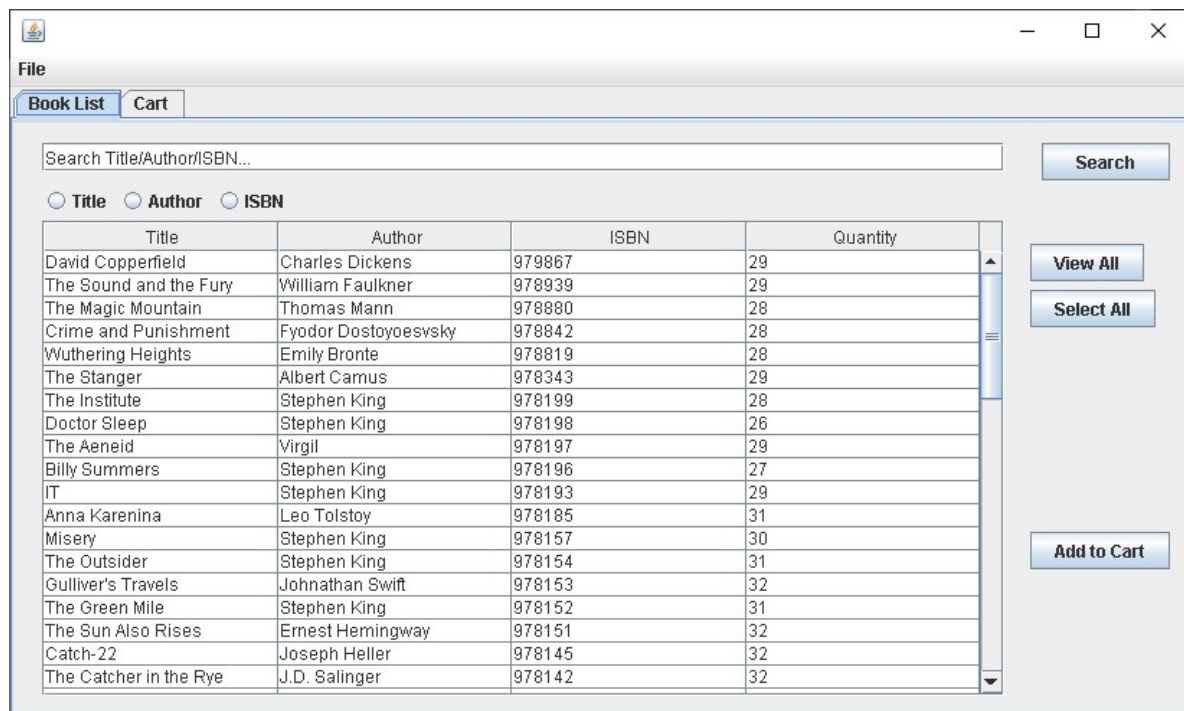 File
Book List Cart
Search Title/Author/ISBN... Search
Title Author ISBN
Title Author ISBN Quantity
David Copperfield Charles Dickens 979867 29
View All
The Sound and the Fury William Faulkner 978939 29
The Magic Mountain Thomas Mann 978880 28
Select All
Crime and Punishment Fyodor Dostoyoesvsky 978842 28
Wuthering Heights Emily Bronte 978819 28
The Stanger Albert Camus 978343 29
The Institute Stephen King 978199 28
Doctor Sleep Stephen King 978198 26
The Aeneid Virgil 978197 29
Billy Summers Stephen King 978196 27
IT Stephen King 978193 29
Anna Karenina Leo Tolstoy 978185 31
Misery Stephen King 978157 30
Add to Cart
The Outsider Stephen King 978154 31
Gulliver's Travels Johnathan Swift 978153 32
The Green Mile Stephen King 978152 31
The Sun Also Rises Ernest Hemingway 978151 32
Catch-22 Joseph Heller 978145 32
The Catcher in the Rye J.D. Salinger 978142 32